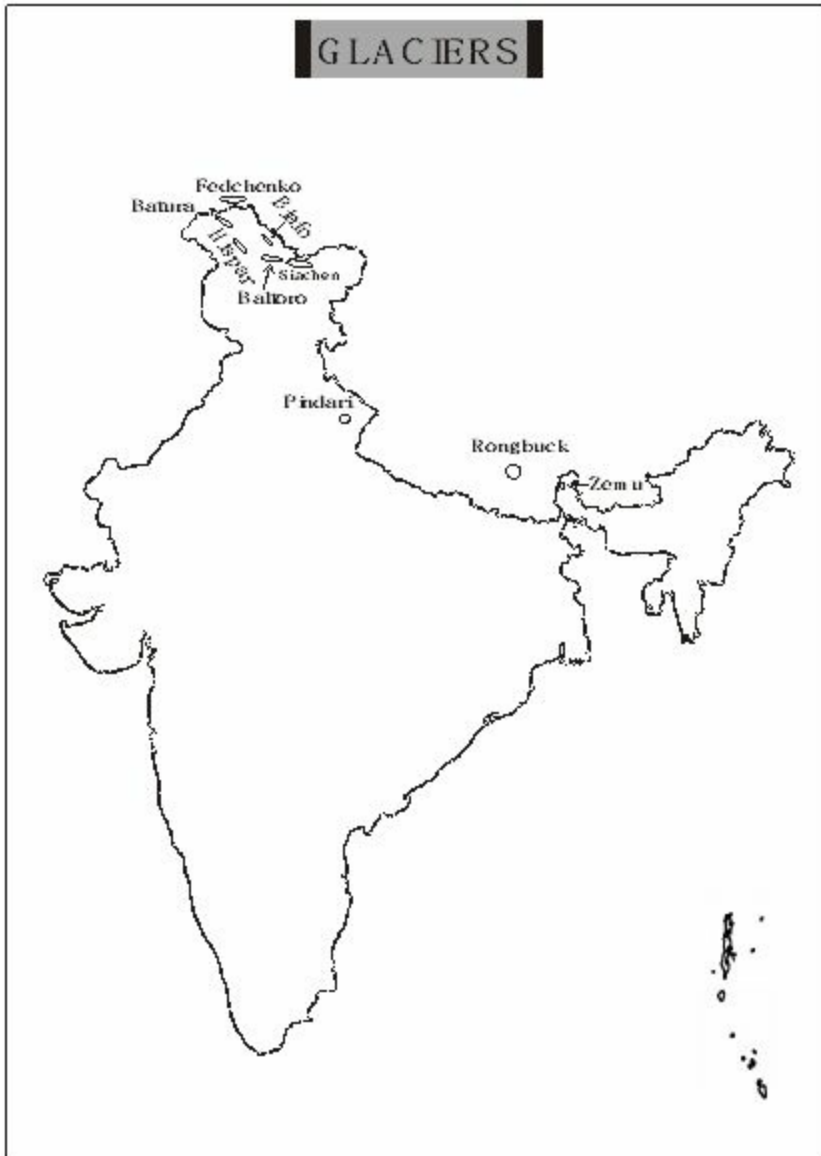 GLACIERS
Fedchenko
Batura
Biafo
Hispar
Siachen
Baltoro
Pindari
Rongbuck
Zemu